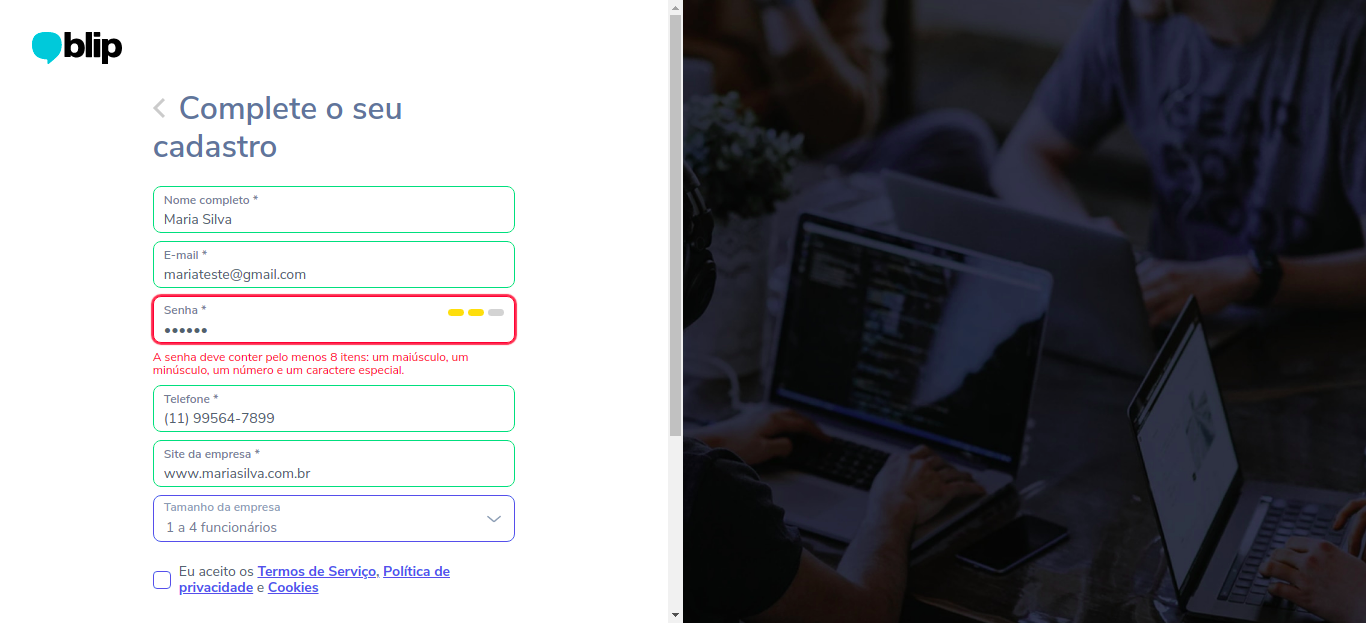 blip
Complete o seu
cadastro
Nome completo *
Maria Silva
E-mail *
mariateste@gmail.com
Senha *
••••••
A senha deve conter pelo menos 8 itens: um maiúsculo, um
minúsculo, um número e um caractere especial.
Telefone *
(11) 99564-7899
Site da empresa *
www.mariasilva.com.br
Tamanho da empresa
1 a 4 funcionários
Eu aceito os Termos de Serviço, Política de
privacidade e Cookies